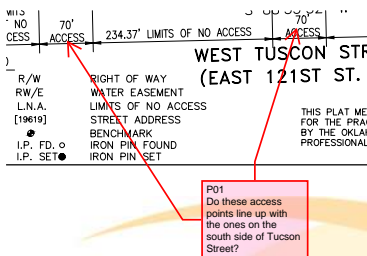 NO
CESS
70'
ACCESS
234.37' LIMITS OF NO ACCESS
70'
ACCESS
WEST TUSCON STR
(EAST 121ST ST.
R/W RIGHT OF WAY
RW/E WATER EASEMENT
L.N.A. LIMITS OF NO ACCESS
[19619] STREET ADDRESS
BENCHMARK
I.P. FD. IRON PIN FOUND
I.P. SET IRON PIN SET
THIS PLAT ME
FOR THE PRAC
BY THE OKLAH
PROFESSIONAL
P01
Do these access
points line up with
the ones on the
south side of Tucson
Street?